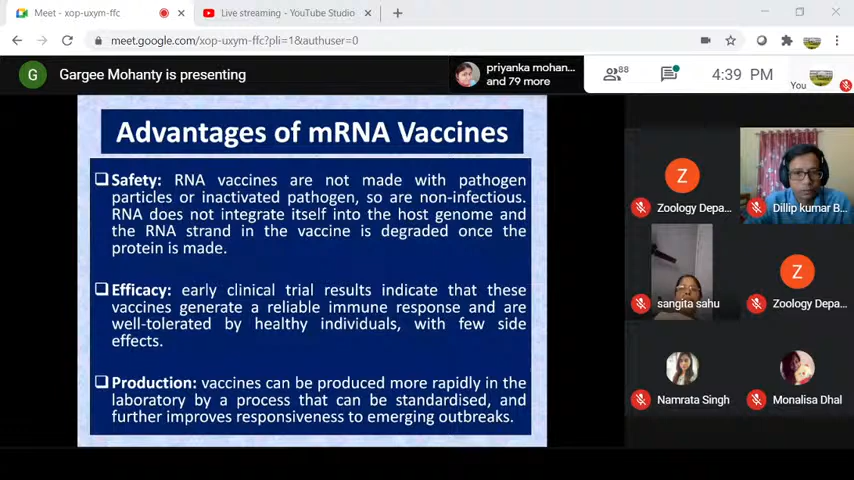 Meet - xop-uxym-ffc
Live streaming - YouTube Studio
meet.google.com/xop-uxym-ffc?pli=1&authuser=0
G
Gargee Mohanty is presenting
priyanka mohan...
and 79 more
88
4:39 PM
You
Advantages of mRNA Vaccines
Safety: RNA vaccines are not made with pathogen
particles or inactivated pathogen, so are non-infectious.
RNA does not integrate itself into the host genome and
the RNA strand in the vaccine is degraded once the
protein is made.
Efficacy: early clinical trial results indicate that these
vaccines generate a reliable immune response and are
well-tolerated by healthy individuals, with few side
effects.
Production: vaccines can be produced more rapidly in the
laboratory by a process that can be standardised, and
further improves responsiveness to emerging outbreaks.
Z
Zoology Depa...
Dillip kumar B...
sangita sahu
Z
Zoology Depa...
Namrata Singh
Monalisa Dhal